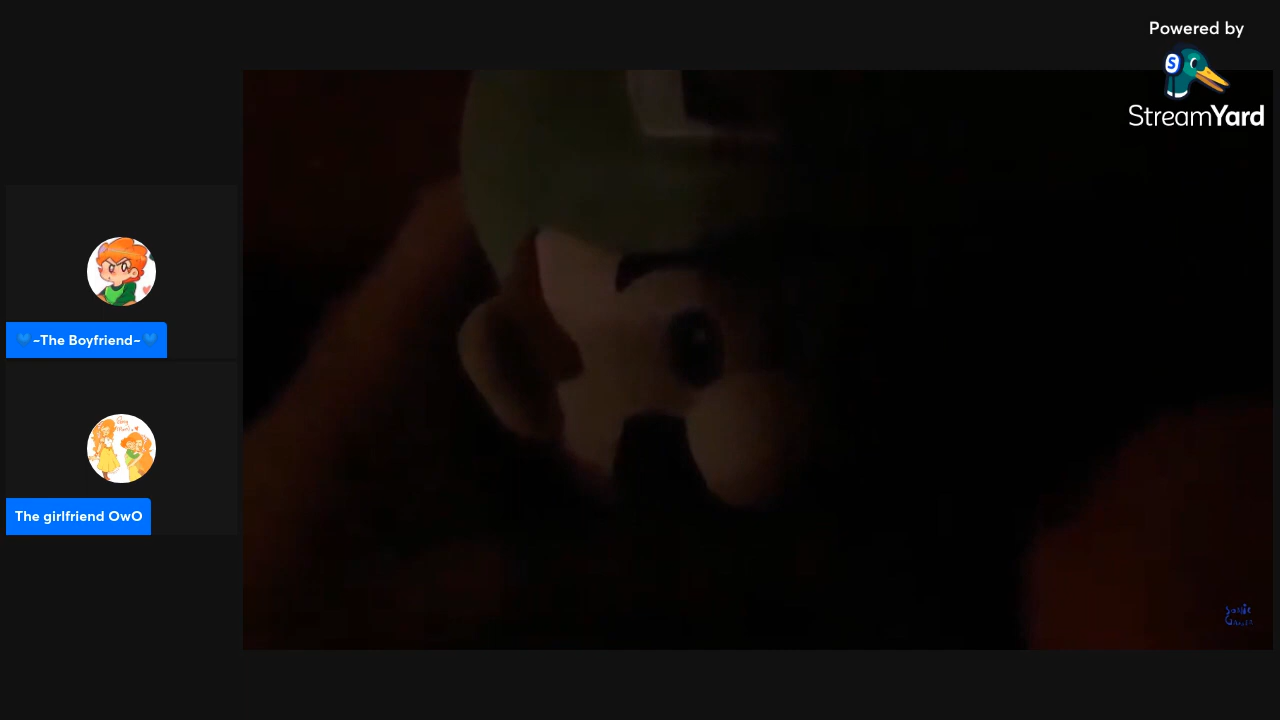 Powered by
StreamYard
💙~The Boyfriend~💙
The girlfriend OwO